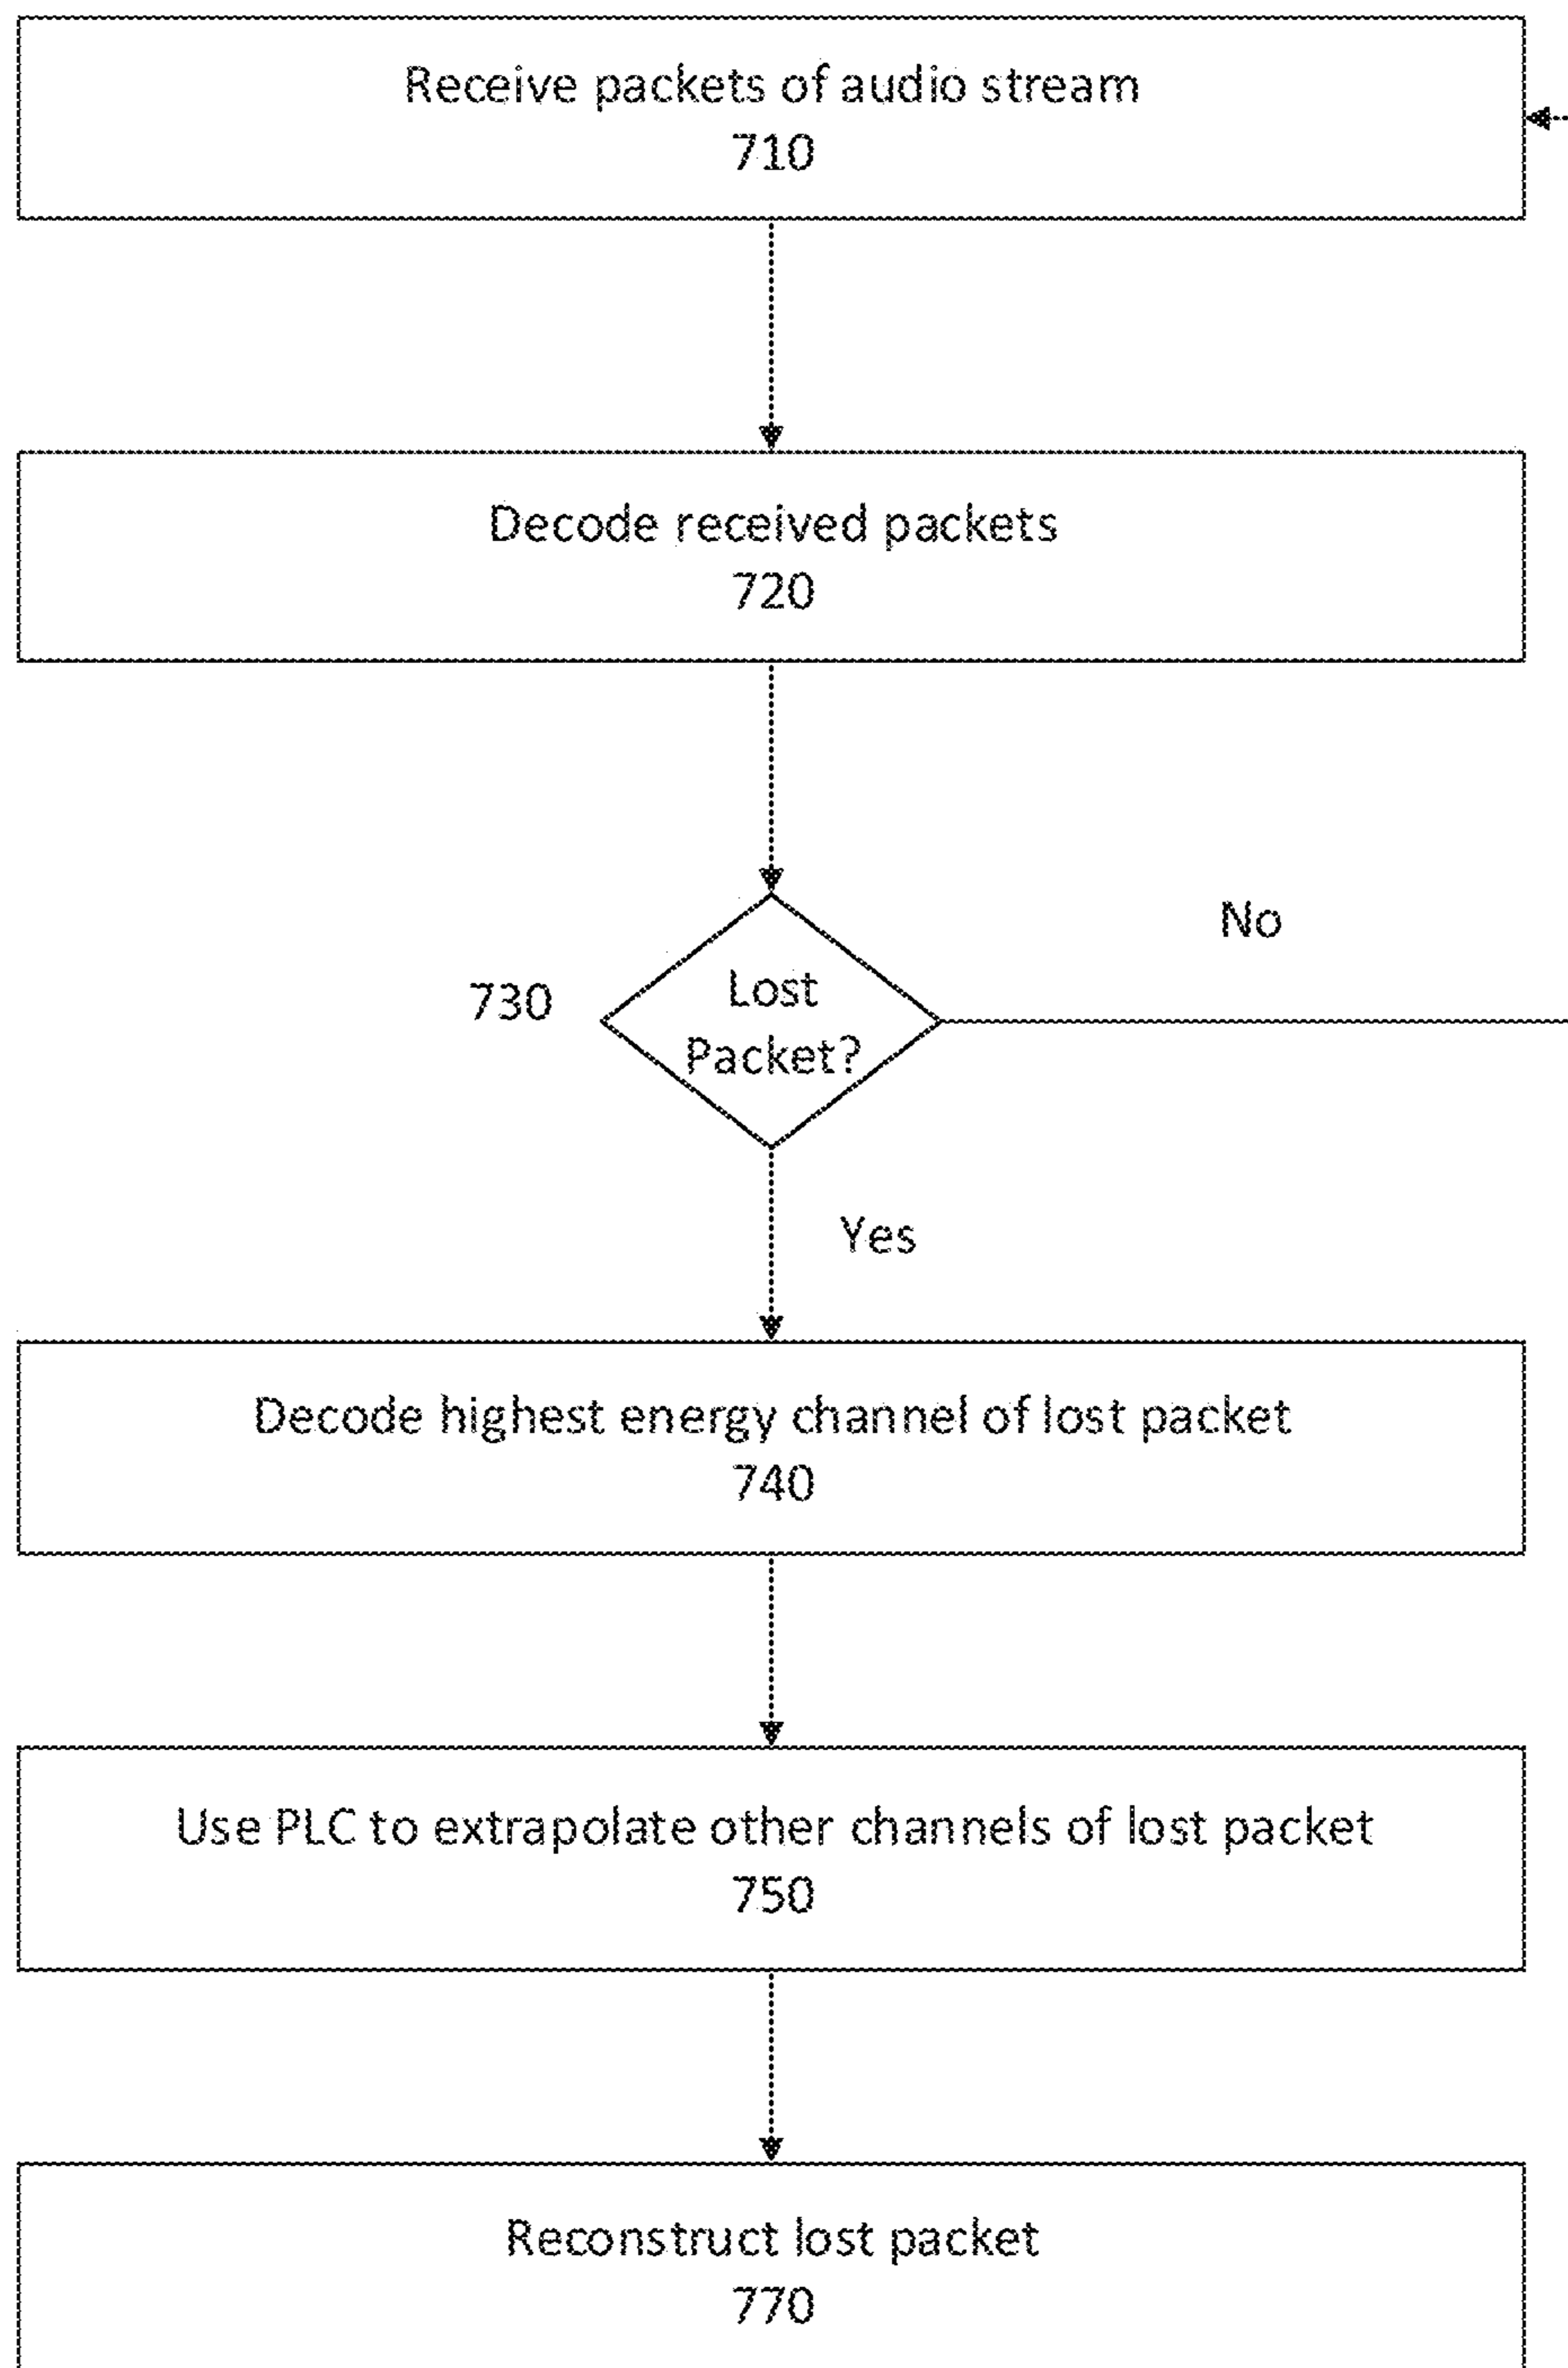 Receive packets of audio stream
710
Decode received packets
720
No
730
Lost
Packet?
Yes
Decode highest energy channel of lost packet
740
Use PLC to extrapolate other channels of lost packet
750
Reconstruct lost packet
770